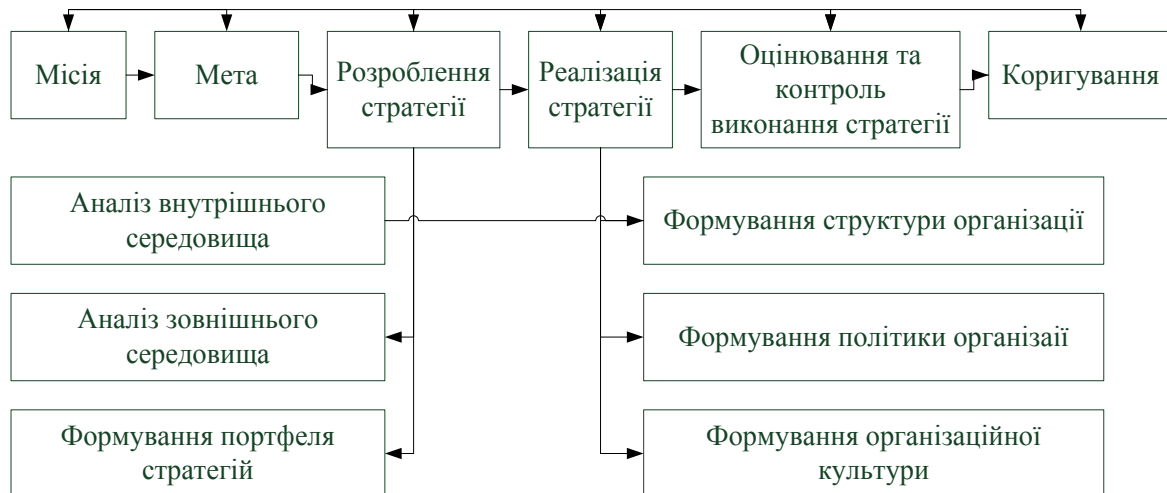 Місія
Мета
Розроблення
стратегії
Реалізація
стратегії
Оцінювання та
контроль
виконання стратегії
Коригування
Аналіз внутрішнього
середовища
Формування структури організації
Аналіз зовнішнього
середовища
Формування політики організаії
Формування портфеля
стратегій
Формування організаційної
культури